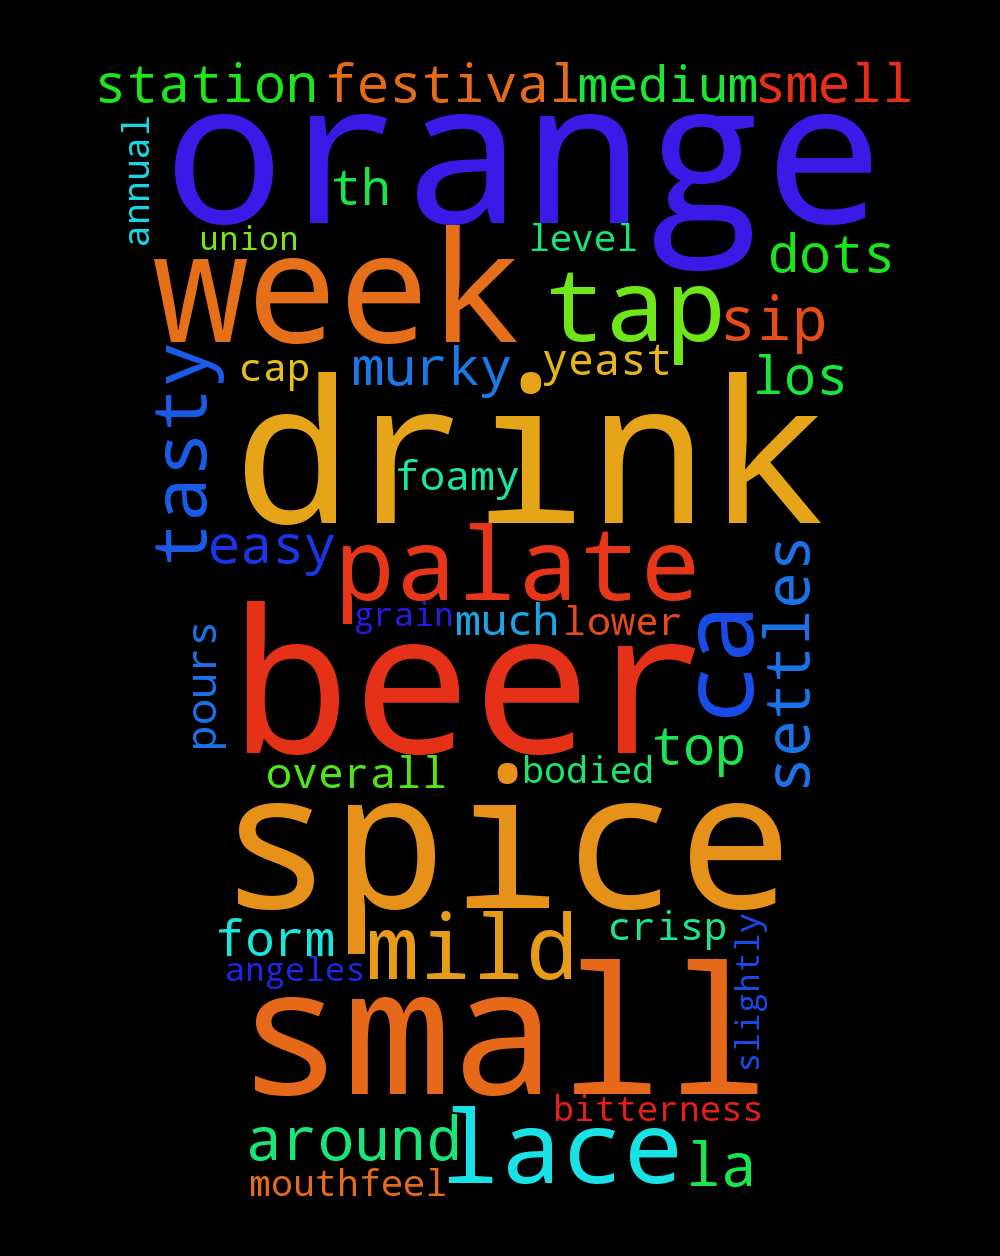 station festival medium smell
orange
annual
th
union
level
dots
week
tap
sip
cap
murky
yeast
los
tasty
drink
foamy
easy
palate
settles
grain
much
lower
ca
pours
beer
top
overall
bodied
spice
form
mild
crisp
slightly
angeles
small
bitterness
around
lace
la
mouthfeel